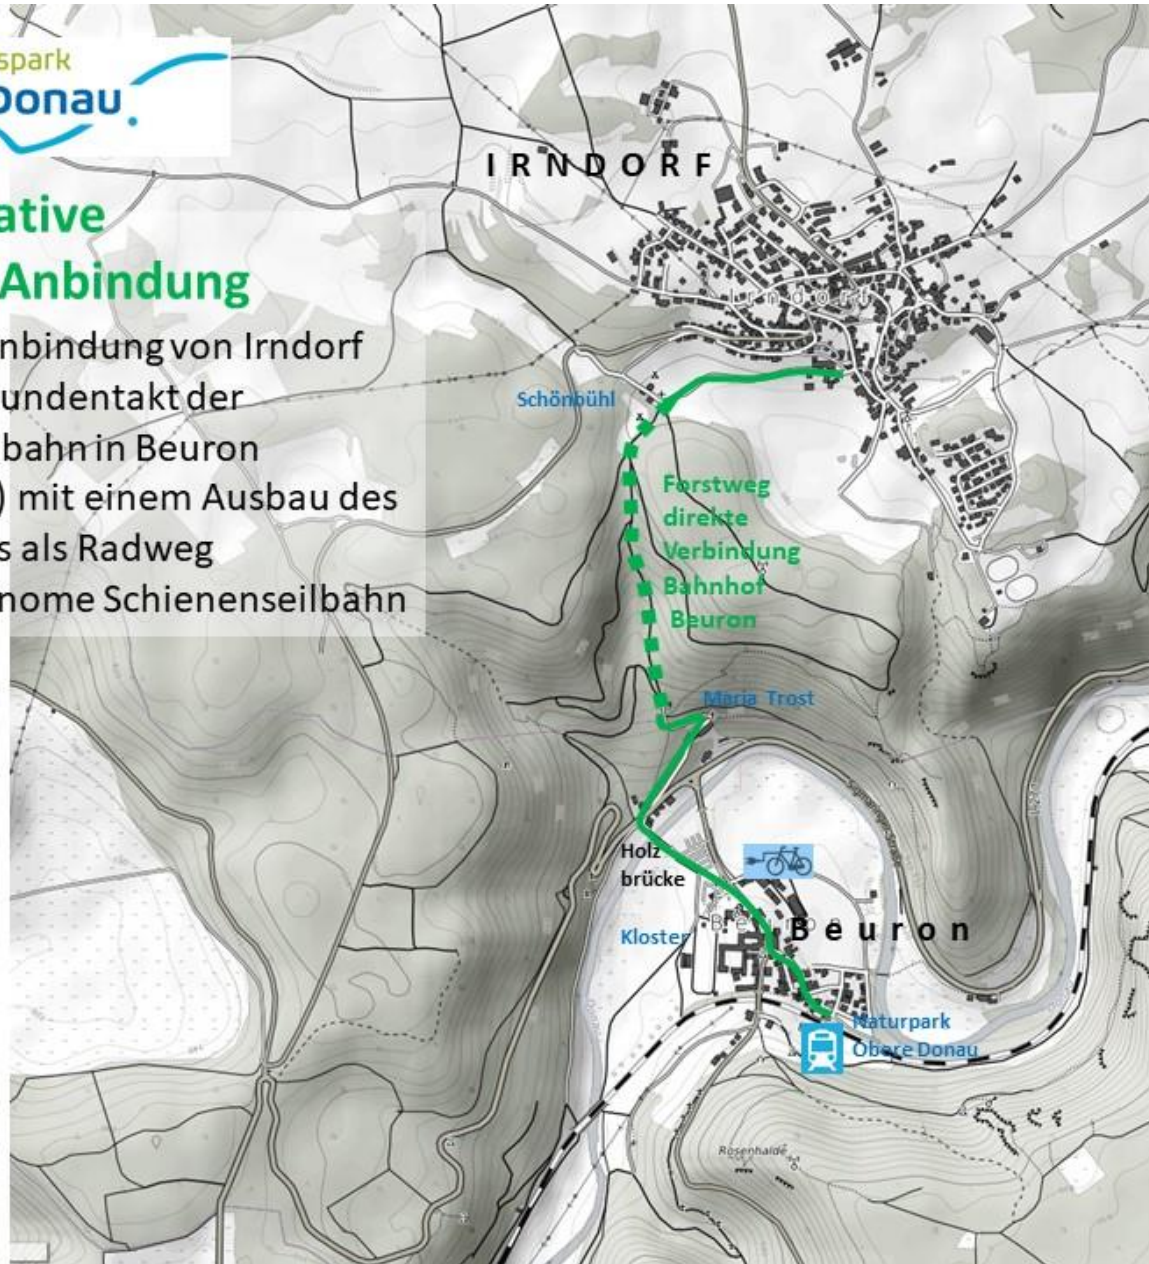 spark
Donau
ative
Anbindung
nbindung von Irndorf
undentakt der
bahn in Beuron
) mit einem Ausbau des
s als Radweg
nome Schienenseilbahn
IRNDORF
Irndorf
Schönbühl
Forstweg
direkte
Verbindung
Bahnhof
Beuron
Maria Trost
Holz
brücke
Kloster
Beuron
Naturpark
Obere Donau
Rosenhalde